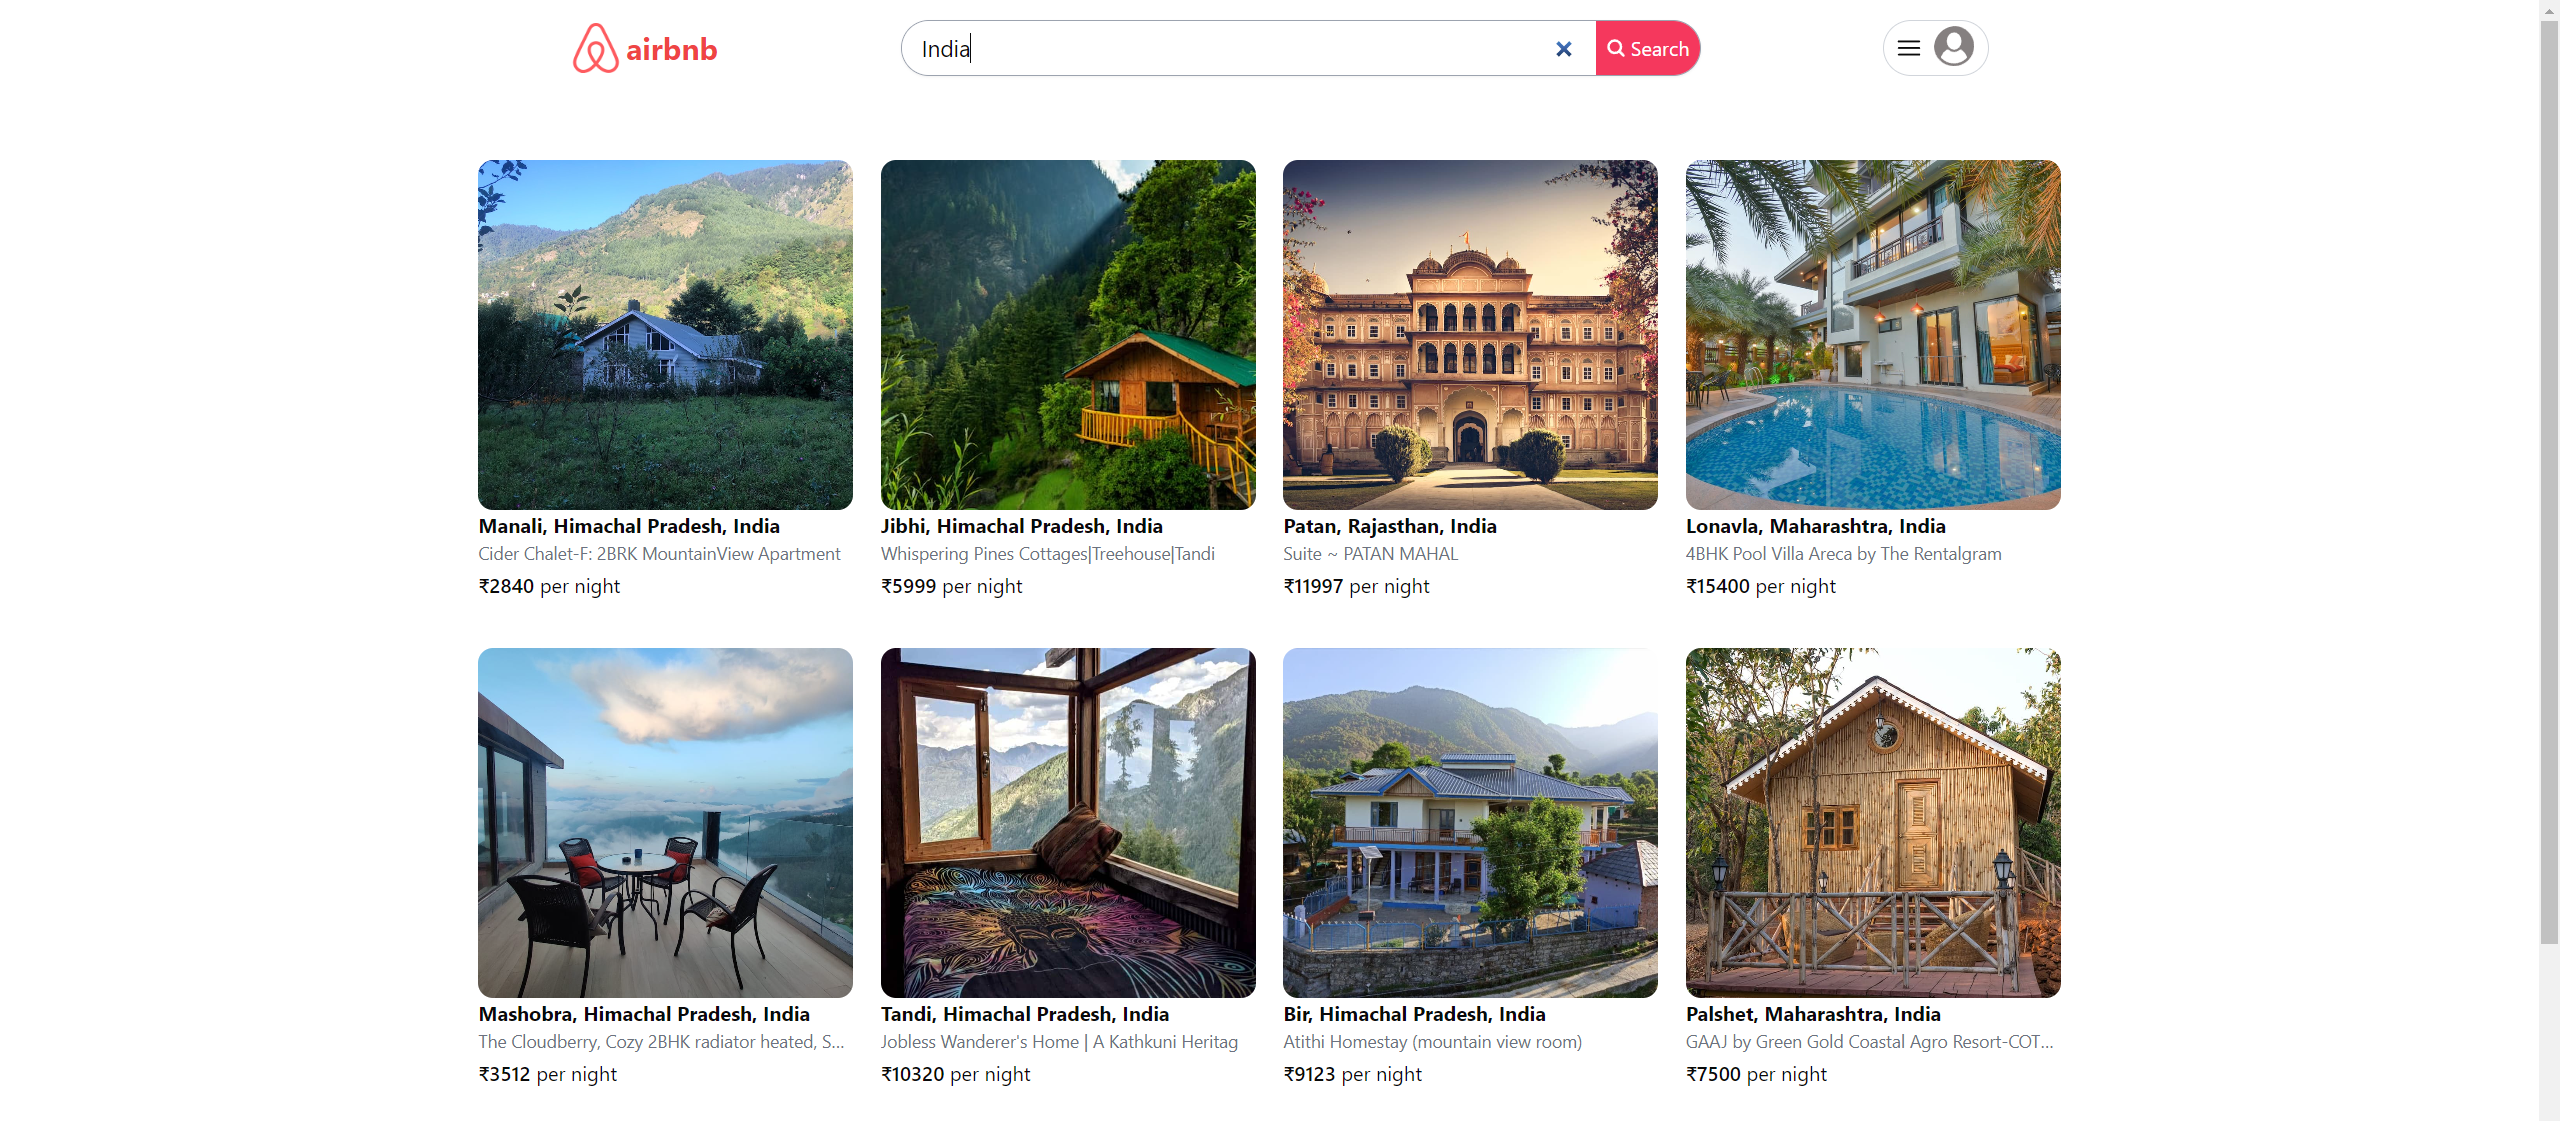 airbnb
India
Search
Manali, Himachal Pradesh, India
Cider Chalet-F: 2BRK MountainView Apartment
₹2840 per night
Jibhi, Himachal Pradesh, India
Whispering Pines Cottages|Treehouse|Tandi
₹5999 per night
Patan, Rajasthan, India
Suite ~ PATAN MAHAL
₹11997 per night
Lonavla, Maharashtra, India
4BHK Pool Villa Areca by The Rentalgram
₹15400 per night
Mashobra, Himachal Pradesh, India
The Cloudberry, Cozy 2BHK radiator heated, S...
₹3512 per night
Tandi, Himachal Pradesh, India
Jobless Wanderer's Home | A Kathkuni Heritag
₹10320 per night
Bir, Himachal Pradesh, India
Atithi Homestay (mountain view room)
₹9123 per night
Palshet, Maharashtra, India
GAAJ by Green Gold Coastal Agro Resort-COT...
₹7500 per night